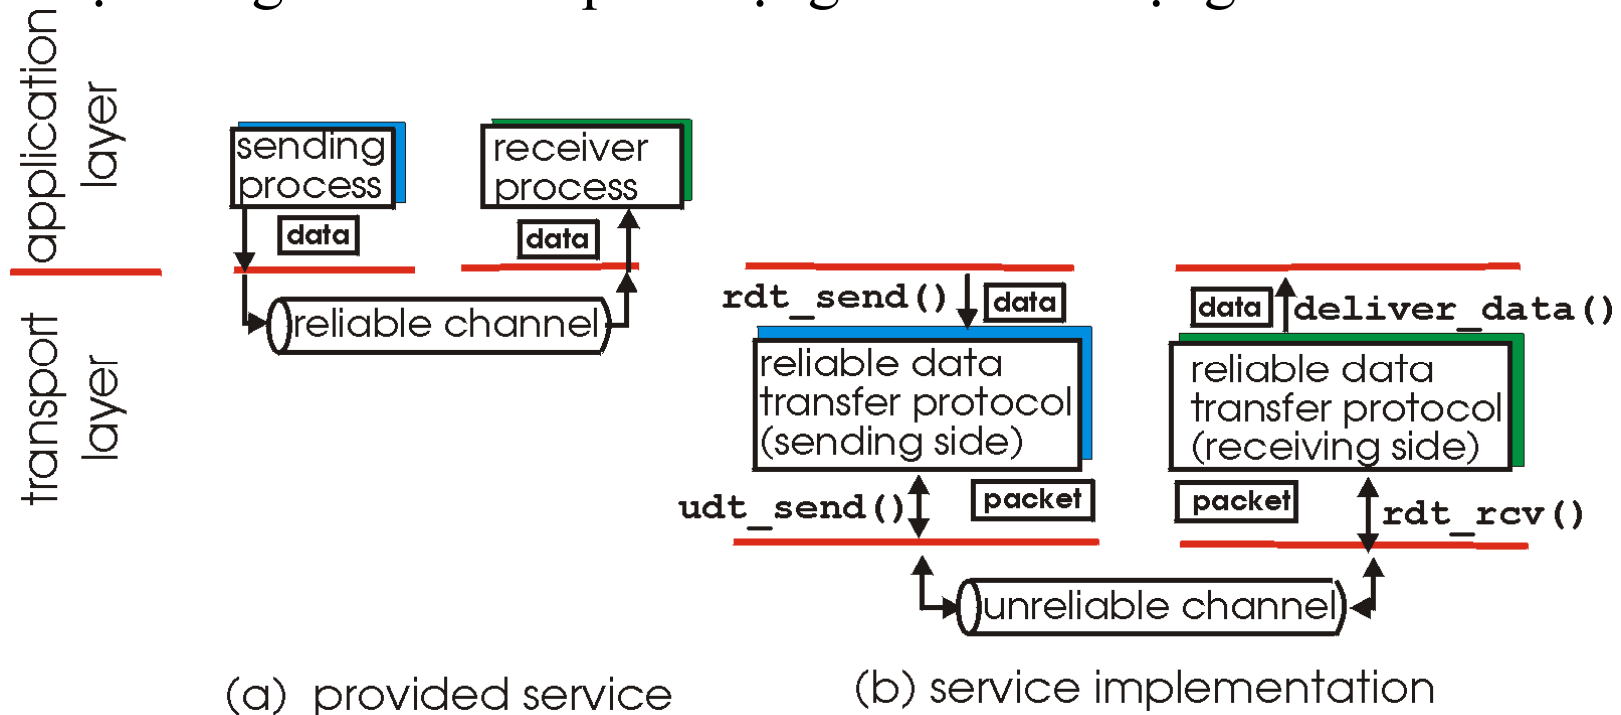 application
layer
transport
layer
sending
process
data
receiver
process
data
reliable channel
(a) provided service
rdt_send()
data
reliable data
transfer protocol
(sending side)
udt_send()
packet
data
deliver_data()
reliable data
transfer protocol
(receiving side)
packet
rdt_rcv()
unreliable channel
(b) service implementation